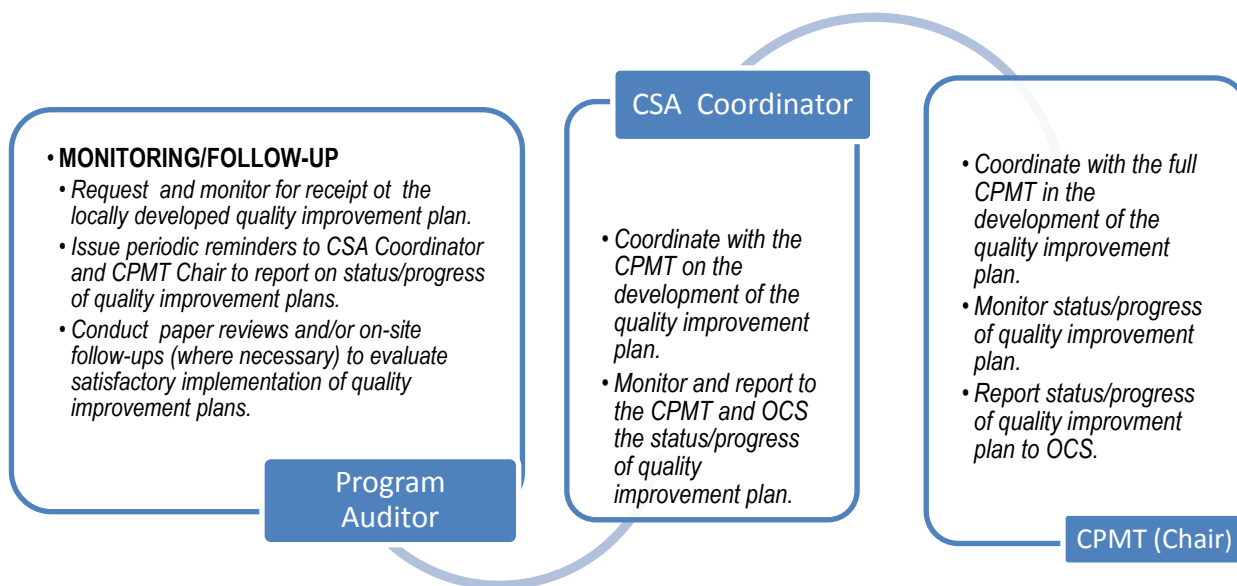 • MONITORING/FOLLOW-UP
• Request and monitor for receipt ot the
locally developed quality improvement plan.
• Issue periodic reminders to CSA Coordinator
and CPMT Chair to report on status/progress
of quality improvement plans.
• Conduct paper reviews and/or on-site
follow-ups (where necessary) to evaluate
satisfactory implementation of quality
improvement plans.
Program
Auditor
CSA Coordinator
• Coordinate with the
CPMT on the
development of the
quality improvement
plan.
• Monitor and report to
the CPMT and OCS
the status/progress
of quality
improvement plan.
• Coordinate with the full
CPMT in the
development of the
quality improvement
plan.
• Monitor status/progress
of quality improvement
plan.
• Report status/progress
of quality improvment
plan to OCS.
CPMT (Chair)